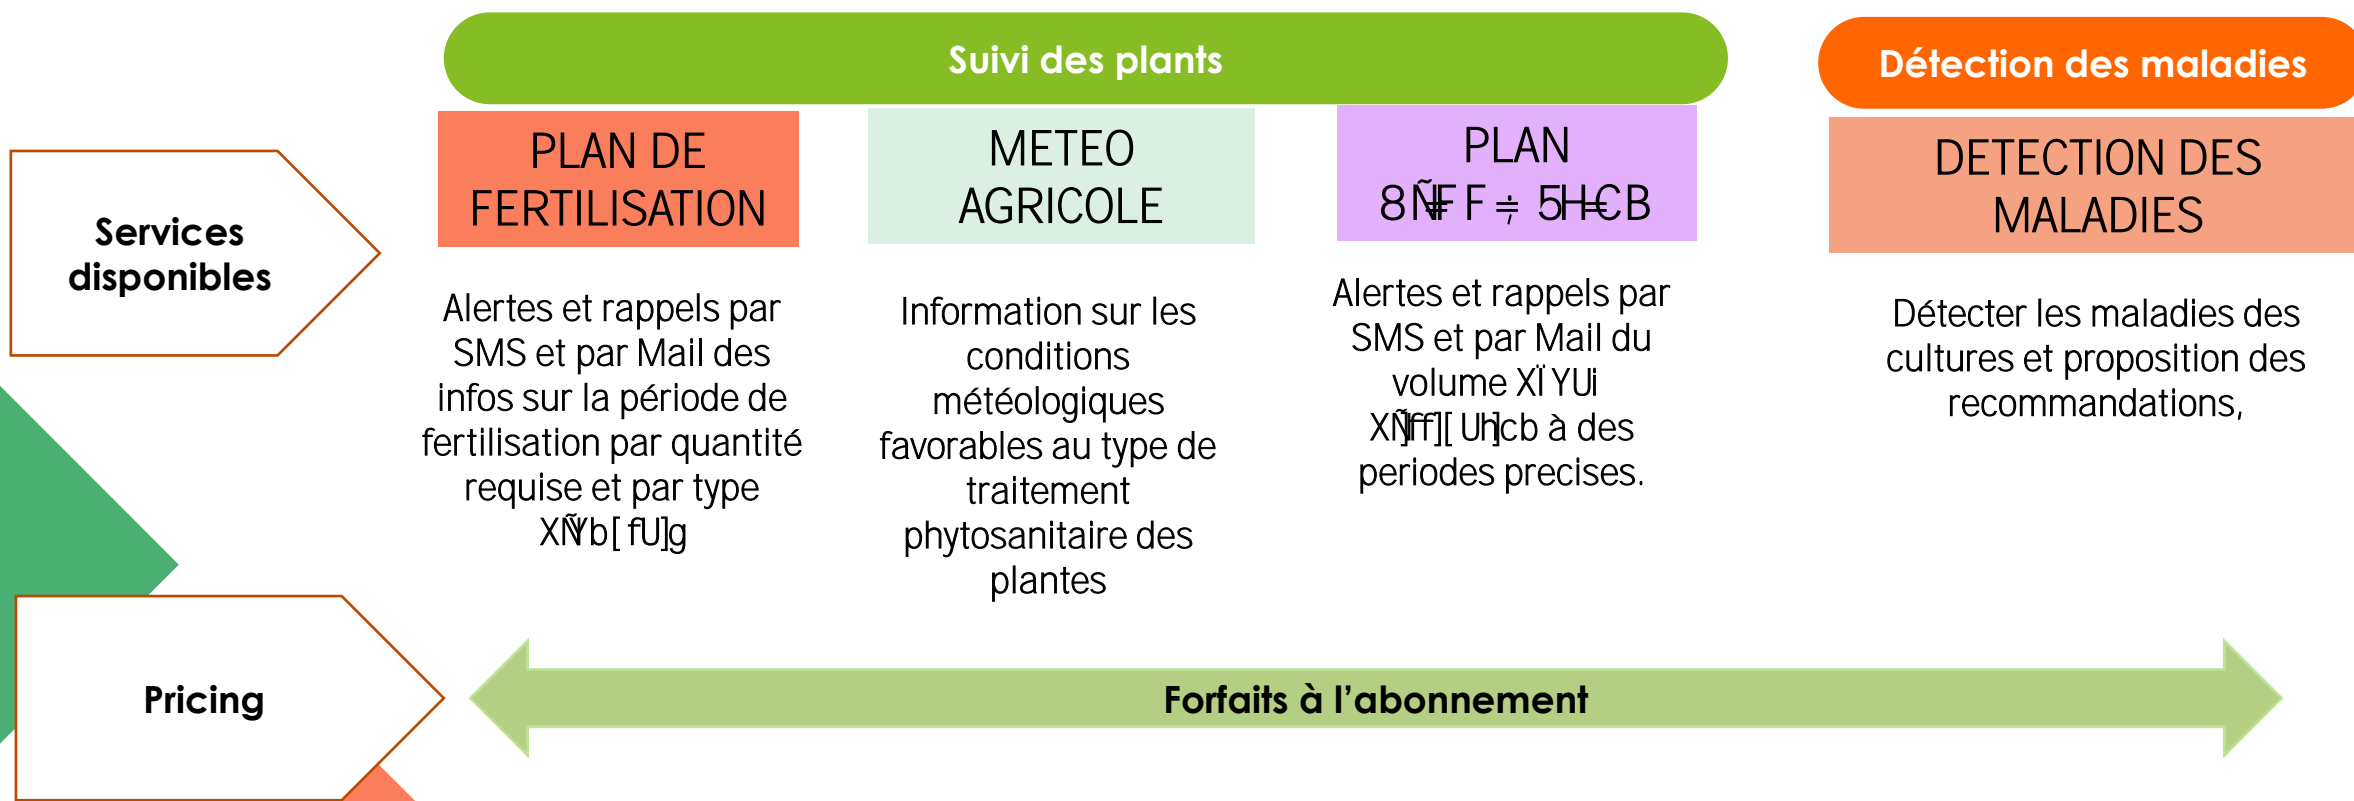 Suivi des plants
Détection des maladies
Services
disponibles
PLAN DE
FERTILISATION
Alertes et rappels par
SMS et par Mail des
infos sur la période de
fertilisation par quantité
requise et par type
METEO
AGRICOLE
Information sur les
conditions
météologiques
favorables au type de
traitement
phytosanitaire des
plantes
PLAN
Alertes et rappels par
SMS et par Mail du
volume
à des
periodes precises.
DETECTION DES
MALADIES
Détecter les maladies des
cultures et proposition des
recommandations,
Pricing
Forfaits à l’abonnement